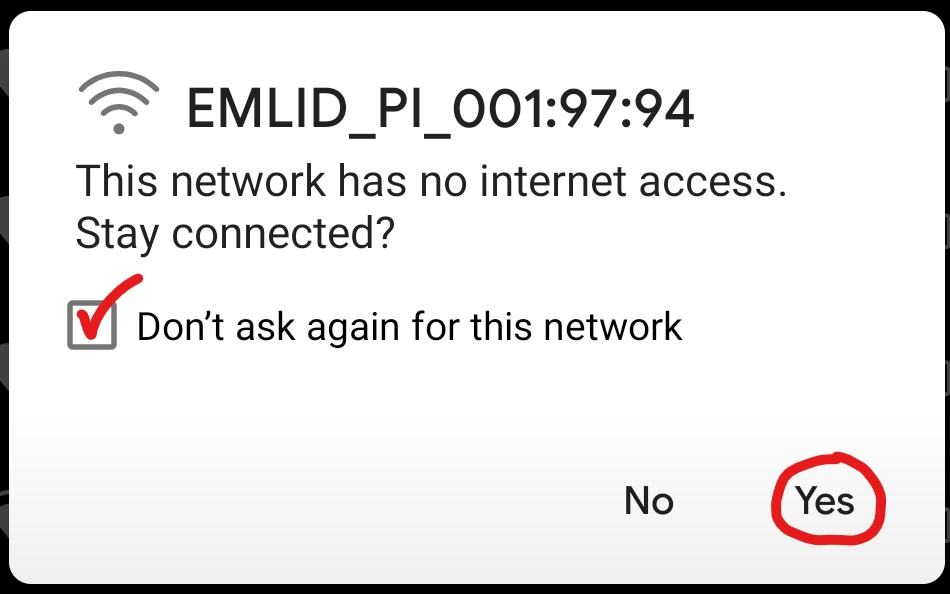 EMLID_PI_001:97:94
This network has no internet access.
Stay connected?
Don't ask again for this network
No Yes